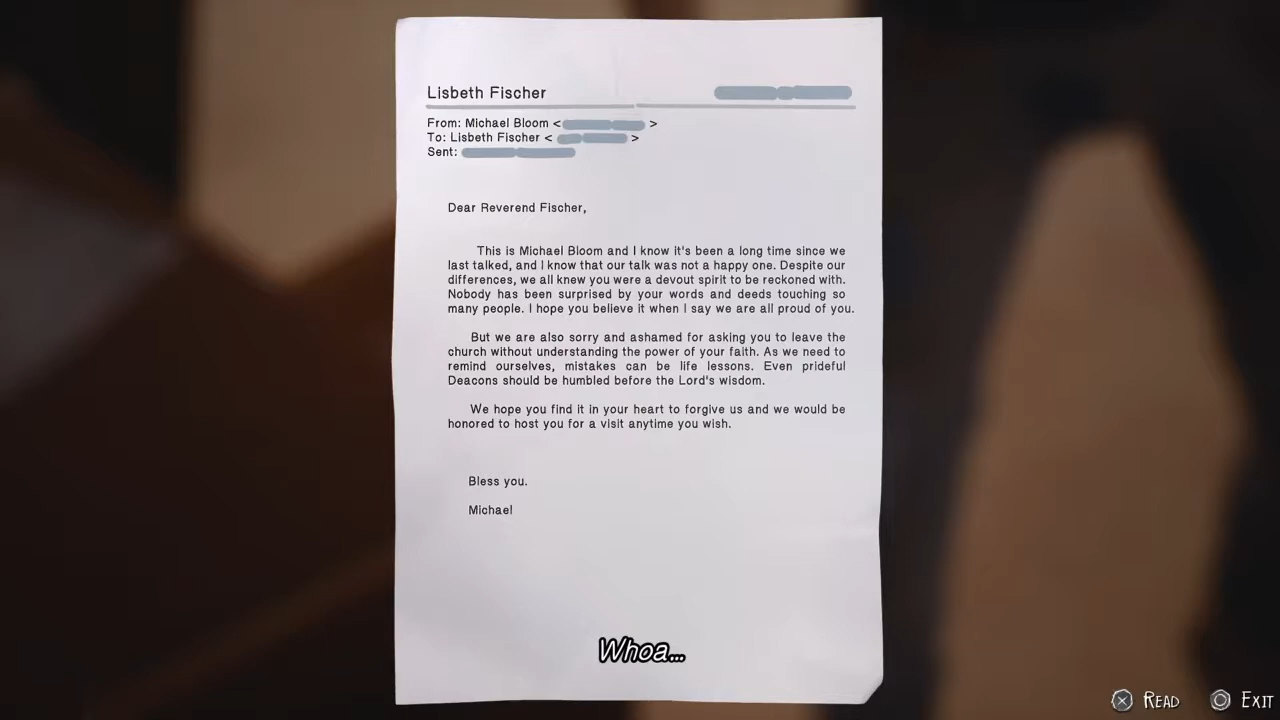 Lisbeth Fischer
From: Michael Bloom < >
To: Lisbeth Fischer < >
Sent:
Dear Reverend Fischer,
This is Michael Bloom and I know it's been a long time since we
last talked, and I know that our talk was not a happy one. Despite our
differences, we all knew you were a devout spirit to be reckoned with.
Nobody has been surprised by your words and deeds touching so
many people. I hope you believe it when I say we are all proud of you.
But we are also sorry and ashamed for asking you to leave the
church without understanding the power of your faith. As we need to
remind ourselves, mistakes can be life lessons. Even prideful
Deacons should be humbled before the Lord's wisdom.
We hope you find it in your heart to forgive us and we would be
honored to host you for a visit anytime you wish.
Bless you.
Michael
Whoa...
READ EXIT